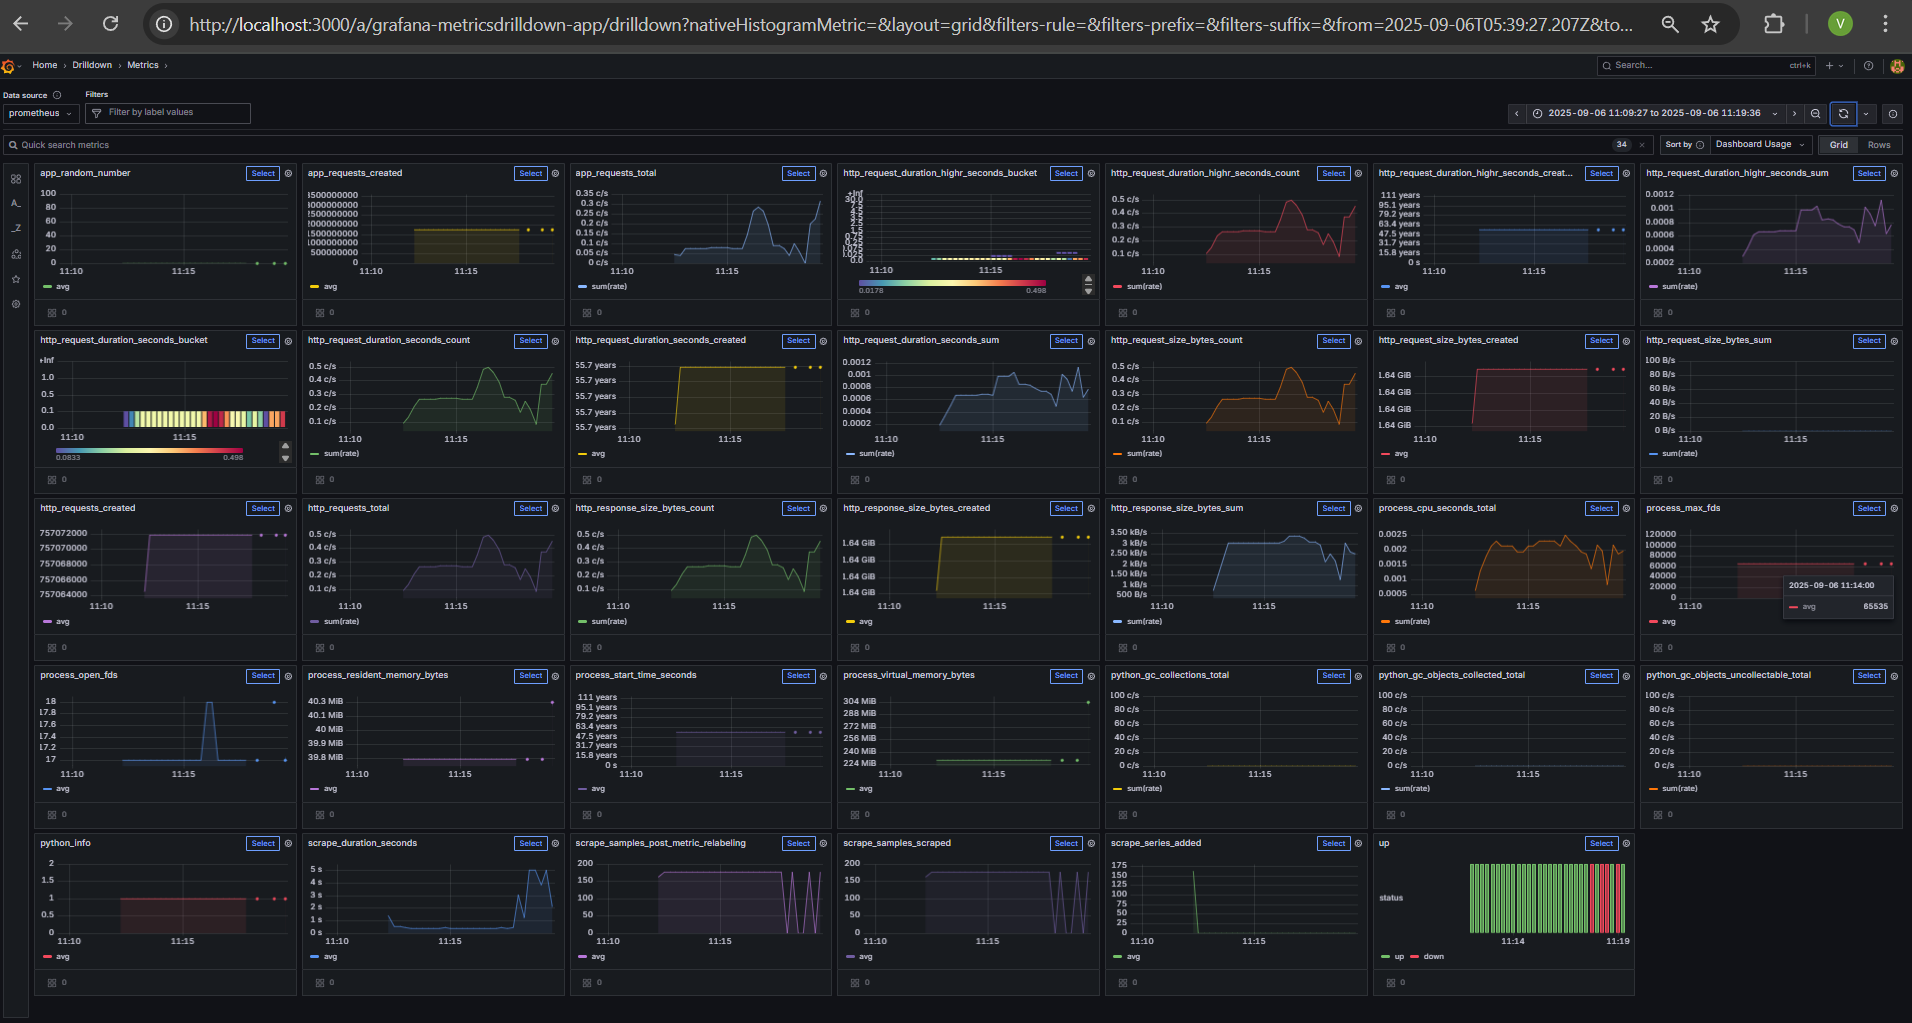 http://localhost:3000/a/grafana-metricsdrilldown-app/drilldown?nativeHistogramMetric=&layout=grid&filters-rule=&filters-prefix=&filters-suffix=&from=2025-09-06T05:39:27.207Z&to...
V
Home › Drilldown › Metrics ›
Search... ctrl+k
Data source Filters
prometheus Filter by label values
2025-09-06 11:09:27 to 2025-09-06 11:19:36
Quick search metrics 34 Sort by Dashboard Usage Grid Rows
app_random_number Select
100
80
60
40
20
0
11:10 11:15
avg
0
app_requests_created Select
500000000
0
11:10 11:15
avg
0
app_requests_total Select
0.35 c/s
0.3 c/s
0.25 c/s
0.2 c/s
0.15 c/s
0.1 c/s
0.05 c/s
0 c/s
11:10 11:15
sum(rate)
0
http_request_duration_highr_seconds_bucket Select
+Inf
30.0
0.0
11:10 11:15
0.0178 0.498
0
http_request_duration_highr_seconds_count Select
0.5 c/s
0.4 c/s
0.3 c/s
0.2 c/s
0.1 c/s
11:10 11:15
sum(rate)
0
http_request_duration_highr_seconds_creat... Select
111 years
95.1 years
79.2 years
63.4 years
47.5 years
31.7 years
15.8 years
0 s
11:10 11:15
avg
0
http_request_duration_highr_seconds_sum Select
0.0012
0.001
0.0008
0.0006
0.0004
0.0002
11:10 11:15
sum(rate)
0
http_request_duration_seconds_bucket Select
+Inf
1.0
0.5
0.1
0.0
11:10 11:15
0.0833 0.498
0
http_request_duration_seconds_count Select
0.5 c/s
0.4 c/s
0.3 c/s
0.2 c/s
0.1 c/s
11:10 11:15
sum(rate)
0
http_request_duration_seconds_created Select
55.7 years
55.7 years
55.7 years
55.7 years
55.7 years
11:10 11:15
avg
0
http_request_duration_seconds_sum Select
0.0012
0.001
0.0008
0.0006
0.0004
0.0002
11:10 11:15
sum(rate)
0
http_request_size_bytes_count Select
0.5 c/s
0.4 c/s
0.3 c/s
0.2 c/s
0.1 c/s
11:10 11:15
sum(rate)
0
http_request_size_bytes_created Select
1.64 GiB
1.64 GiB
1.64 GiB
1.64 GiB
11:10 11:15
avg
0
http_request_size_bytes_sum Select
100 B/s
80 B/s
60 B/s
40 B/s
20 B/s
0 B/s
11:10 11:15
sum(rate)
0
http_requests_created Select
757072000
757070000
757068000
757066000
757064000
11:10 11:15
avg
0
http_requests_total Select
0.5 c/s
0.4 c/s
0.3 c/s
0.2 c/s
0.1 c/s
11:10 11:15
sum(rate)
0
http_response_size_bytes_count Select
0.5 c/s
0.4 c/s
0.3 c/s
0.2 c/s
0.1 c/s
11:10 11:15
sum(rate)
0
http_response_size_bytes_created Select
1.64 GiB
1.64 GiB
1.64 GiB
1.64 GiB
11:10 11:15
avg
0
http_response_size_bytes_sum Select
3.50 kB/s
3 kB/s
2.50 kB/s
2 kB/s
1.50 kB/s
1 kB/s
500 B/s
11:10 11:15
sum(rate)
0
process_cpu_seconds_total Select
0.0025
0.002
0.0015
0.001
0.0005
11:10 11:15
sum(rate)
0
process_max_fds Select
120000
100000
80000
60000
40000
20000
0
11:10
2025-09-06 11:14:00
avg 65535
avg
0
process_open_fds Select
18
17.8
17.6
17.4
17.2
17
11:10 11:15
avg
0
process_resident_memory_bytes Select
40.3 MiB
40.1 MiB
40 MiB
39.9 MiB
39.8 MiB
11:10 11:15
avg
0
process_start_time_seconds Select
111 years
95.1 years
79.2 years
63.4 years
47.5 years
31.7 years
15.8 years
0 s
11:10 11:15
avg
0
process_virtual_memory_bytes Select
304 MiB
288 MiB
272 MiB
256 MiB
240 MiB
224 MiB
11:10 11:15
avg
0
python_gc_collections_total Select
100 c/s
80 c/s
60 c/s
40 c/s
20 c/s
0 c/s
11:10 11:15
sum(rate)
0
python_gc_objects_collected_total Select
100 c/s
80 c/s
60 c/s
40 c/s
20 c/s
0 c/s
11:10 11:15
sum(rate)
0
python_gc_objects_uncollectable_total Select
100 c/s
80 c/s
60 c/s
40 c/s
20 c/s
0 c/s
11:10 11:15
sum(rate)
0
python_info Select
2
1.5
1
0.5
0
11:10 11:15
avg
0
scrape_duration_seconds Select
5 s
4 s
3 s
2 s
1 s
0 s
11:10 11:15
avg
0
scrape_samples_post_metric_relabeling Select
200
150
100
50
0
11:10 11:15
avg
0
scrape_samples_scraped Select
200
150
100
50
0
11:10 11:15
avg
0
scrape_series_added Select
175
150
125
100
75
50
25
0
11:10 11:15
avg
0
up Select
status
11:14 11:19
up down
0